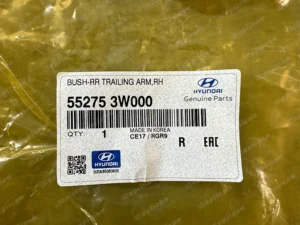 BUSH-RR TRAILING ARM,RH
55275 3W000
HYUNDAI
Genuine Parts
QTY: 1
MADE IN KOREA
CE17 / RGR9
R EAC
HYUNDAI